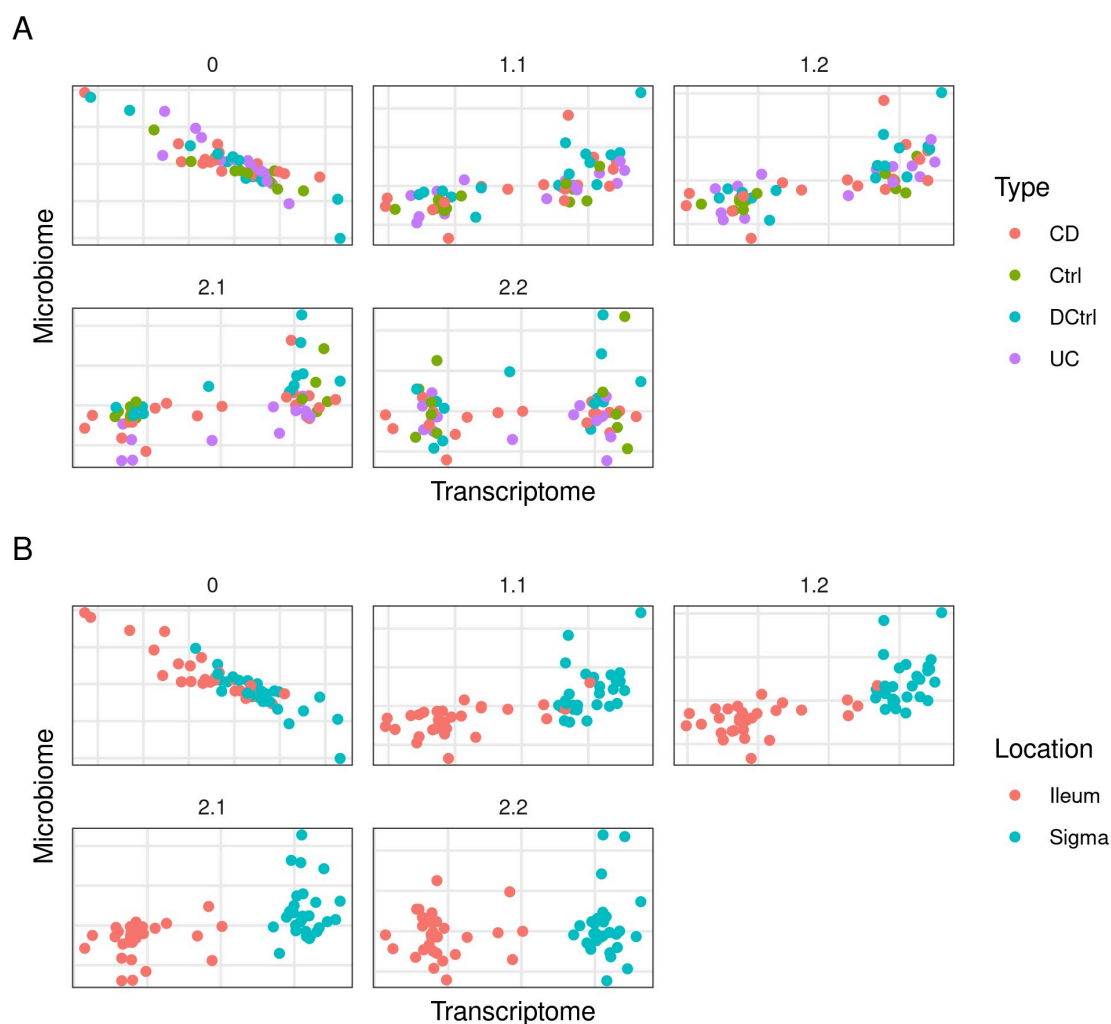 A
0
1.1
1.2
2.1
2.2
Microbiome
Transcriptome
Type
CD
Ctrl
DCtrl
UC
B
0
1.1
1.2
2.1
2.2
Microbiome
Transcriptome
Location
Ileum
Sigma